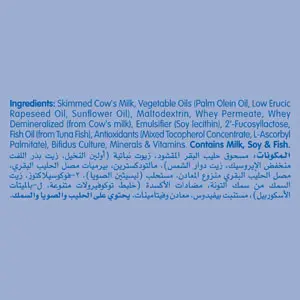 Ingredients: Skimmed Cow's Milk, Vegetable Oils (Palm Olein Oil, Low Erucic
Rapeseed Oil, Sunflower Oil), Maltodextrin, Whey Permeate, Whey
Demineralized (from Cow's milk), Emulsifier (Soy lecithin), 2'-Fucosyllactose,
Fish Oil (from Tuna Fish), Antioxidants (Mixed Tocopherol Concentrate, L-Ascorbyl
Palmitate), Bifidus Culture, Minerals & Vitamins. Contains Milk, Soy & Fish.
المكونات: مسحوق حليب البقر المقشود، زيوت نباتية (أولين النخيل، زيت بذر اللفت
منخفض الإيروسيك، زيت دوار الشمس)، مالتودكسترين، بيرميات مصل الحليب،
مصل الحليب البقري منزوع المعادن، مستحلب (ليسيثين الصويا)، ٢-فوكوسيلاكتوز، زيت
السمك من سمك التونة، مضادات الأكسدة (خليط توكوفيرولات متنوعة، ل-بالميتات
الأسكوربيل)، مستنبت بيفيدوس، معادن وفيتامينات. يحتوي على الحليب والصويا والسمك.